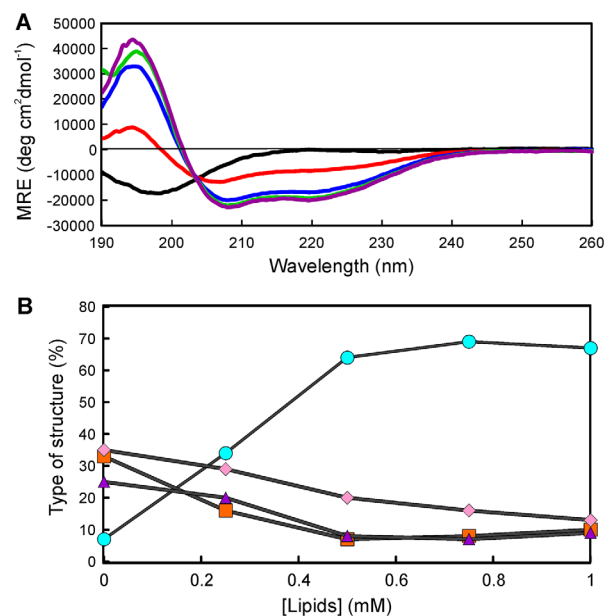 A
50000
40000
30000
20000
10000
0
-10000
-20000
-30000
MRE (deg cm²dmol⁻¹)
190 200 210 220 230 240 250 260
Wavelength (nm)
B
80
70
60
50
40
30
20
10
0
Type of structure (%)
0 0.2 0.4 0.6 0.8 1
[Lipids] (mM)